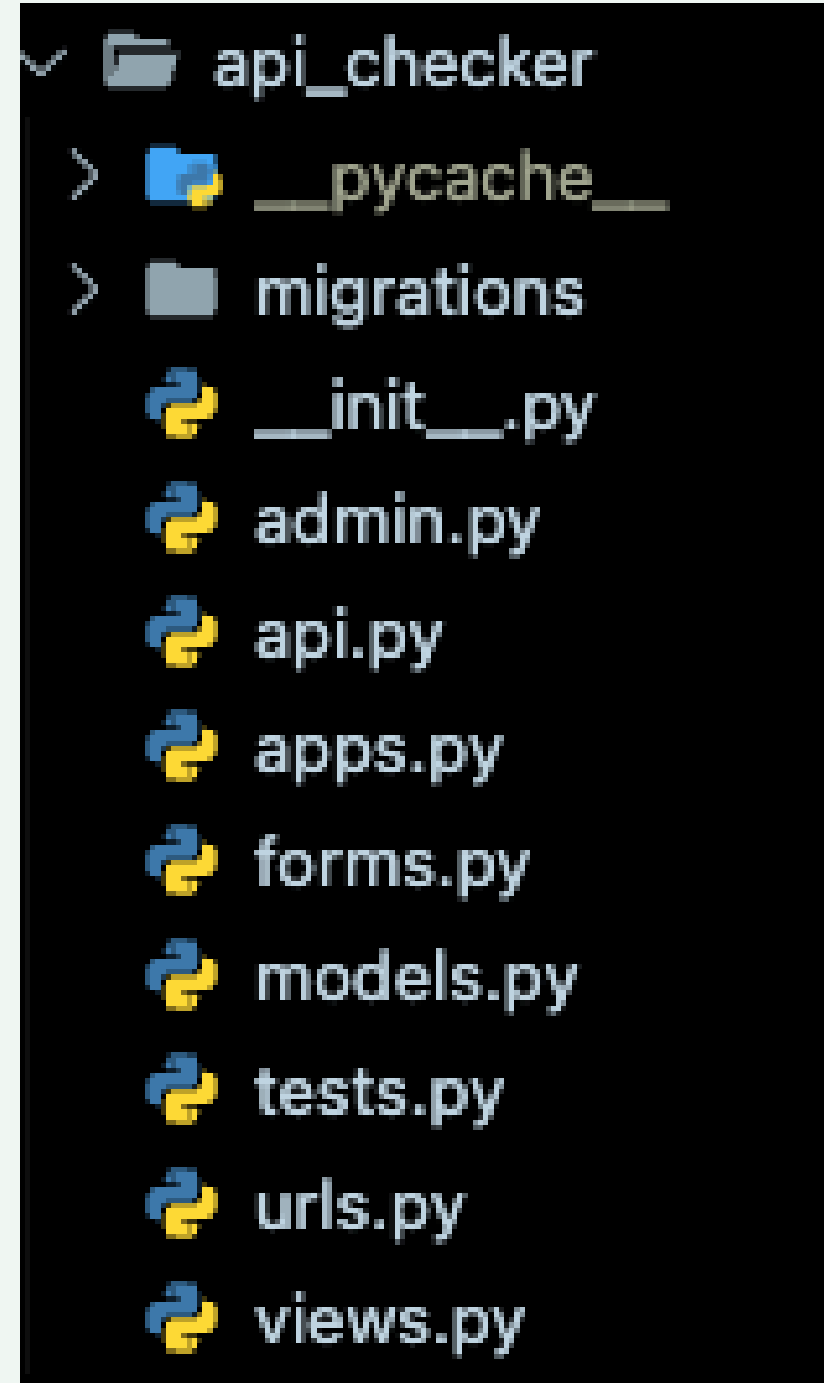 api_checker
__pycache__
migrations
__init__.py
admin.py
api.py
apps.py
forms.py
models.py
tests.py
urls.py
views.py